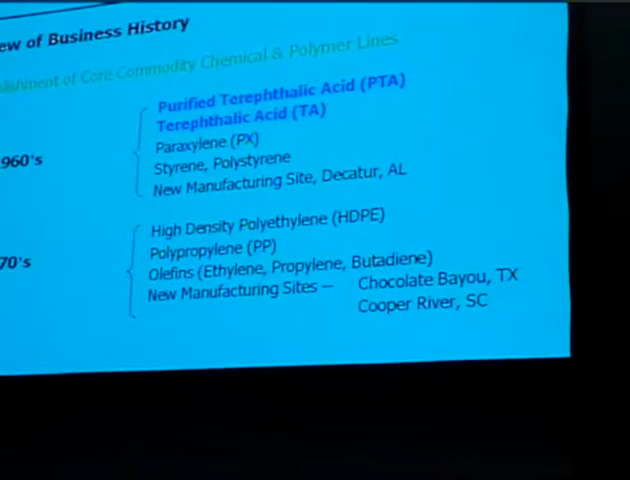 ew of Business History
lishment of Core Commodity Chemical & Polymer Lines
960's
Purified Terephthalic Acid (PTA)
Terephthalic Acid (TA)
Paraxylene (PX)
Styrene, Polystyrene
New Manufacturing Site, Decatur, AL
70's
High Density Polyethylene (HDPE)
Polypropylene (PP)
Olefins (Ethylene, Propylene, Butadiene)
New Manufacturing Sites — Chocolate Bayou, TX
Cooper River, SC